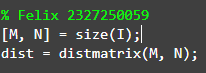 % Felix 2327250059
[M, N] = size(I);
dist = distmatrix(M, N);